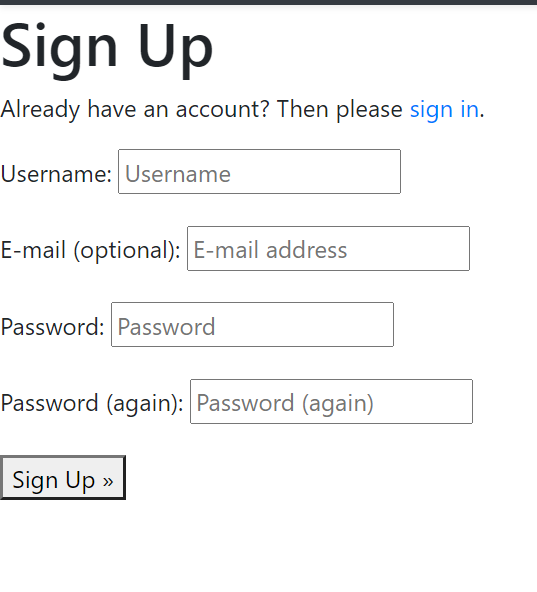 Sign Up
Already have an account? Then please sign in.
Username: Username
E-mail (optional): E-mail address
Password: Password
Password (again): Password (again)
Sign Up »